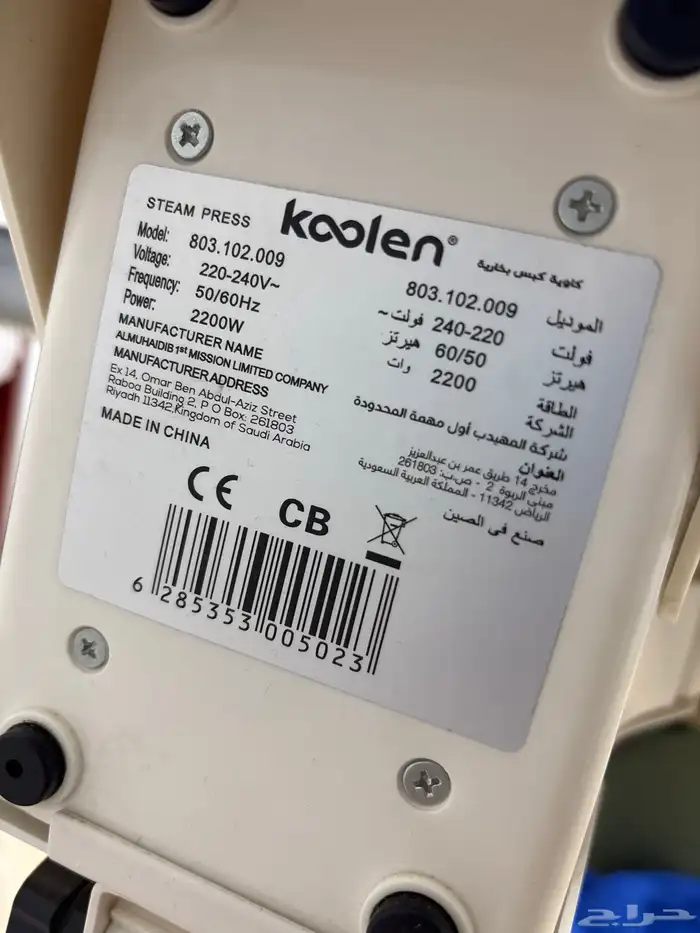 STEAM PRESS
koolen®
كاوية كبس بخارية
Model: 803.102.009
Voltage: 220-240V~
Frequency: 50/60Hz
Power: 2200W
MANUFACTURER NAME
ALMUHAIDIB 1st MISSION LIMITED COMPANY
MANUFACTURER ADDRESS
Ex 14, Omar Ben Abdul-Aziz Street
Raboa Building 2, P O Box: 261803
Riyadh 11342,Kingdom of Saudi Arabia
MADE IN CHINA
الموديل 803.102.009
فولت 220-240 فولت~
هيرتز 50/60 هيرتز
الطاقة 2200 وات
الشركة
شركة المهيدب أول مهمة المحدودة
العنوان
مخرج 14 طريق عمر بن عبدالعزيز
مبنى الربوة 2 - ص.ب: 261803
الرياض 11342 - المملكة العربية السعودية
صنع في الصين
CE CB
6 285353 005023
حراج